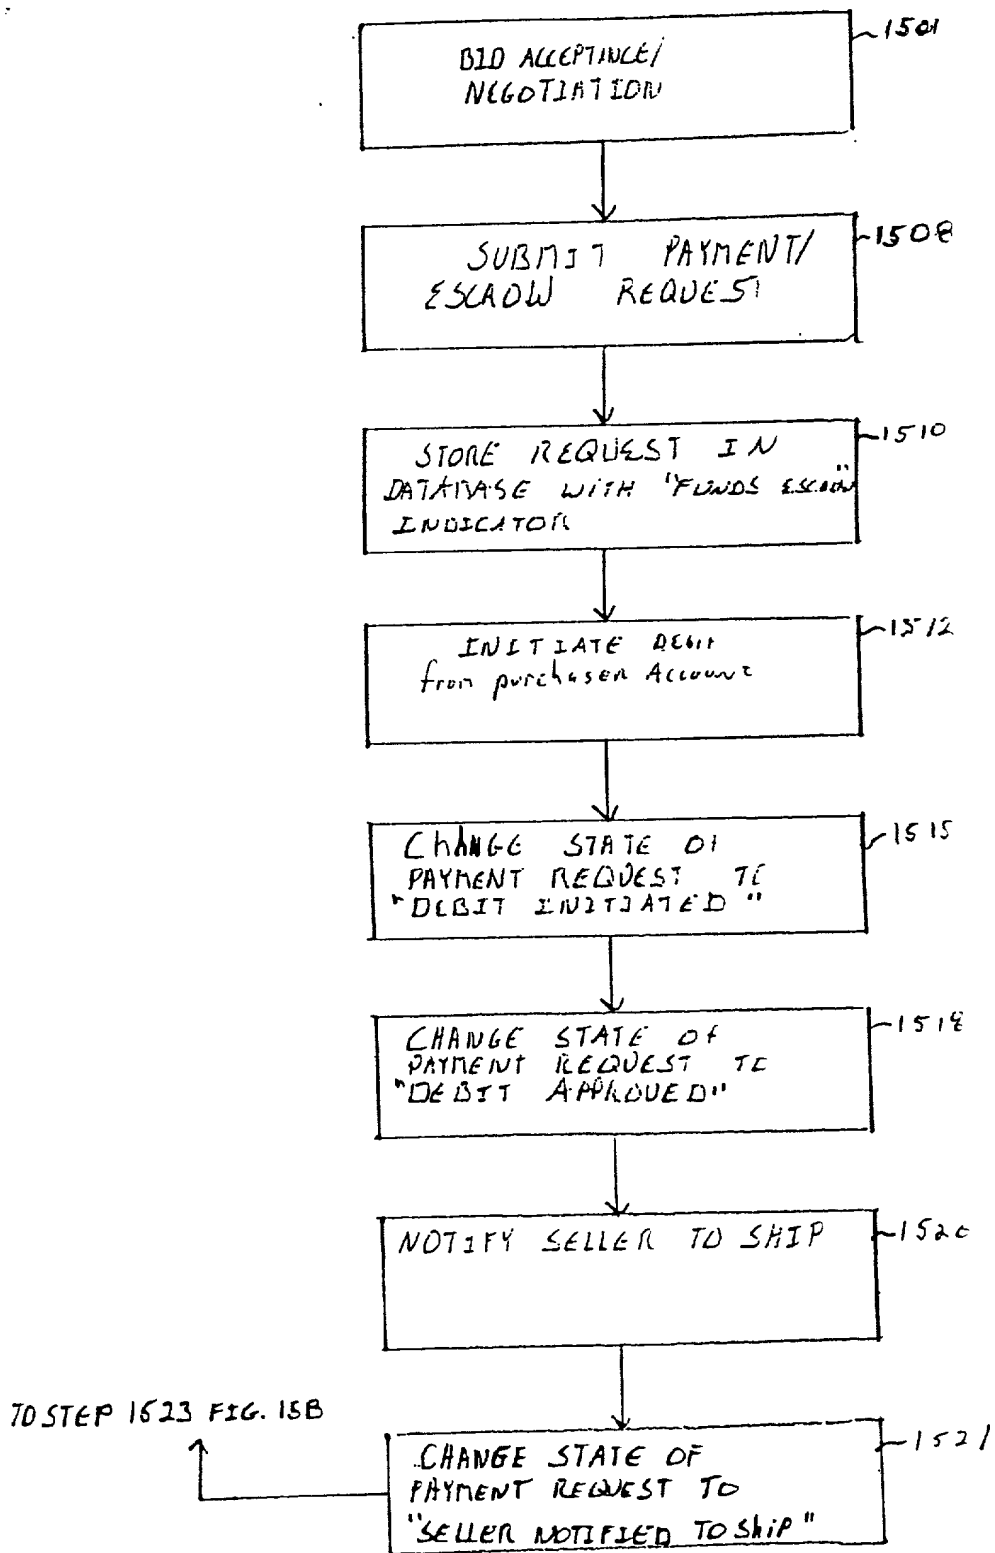 BID ACCEPTANCE/
NEGOTIATION
1501
SUBMIT PAYMENT/
ESCROW REQUEST
1508
STORE REQUEST IN
DATABASE WITH "FUNDS ESCROW"
INDICATOR
1510
INITIATE DEBIT
from purchaser Account
1512
CHANGE STATE OF
PAYMENT REQUEST TO
"DEBIT INITIATED"
1515
CHANGE STATE OF
PAYMENT REQUEST TO
"DEBIT APPROVED"
1518
NOTIFY SELLER TO SHIP
1520
TO STEP 1523 FIG. 15B
CHANGE STATE OF
PAYMENT REQUEST TO
"SELLER NOTIFIED TO ShiP"
1521